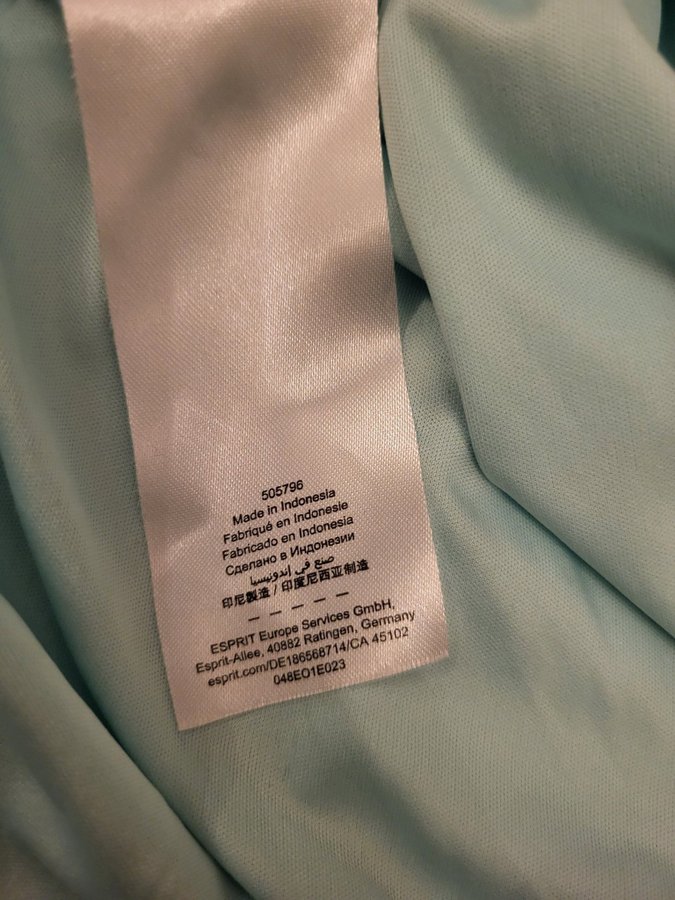 505796
Made in Indonesia
Fabriqué en Indonesie
Fabricado en Indonesia
Сделано в Индонезии
صنع في إندونيسيا
印尼製造 / 印度尼西亚制造
— — — — —
ESPRIT Europe Services GmbH,
Esprit-Allee, 40882 Ratingen, Germany
esprit.com/DE186568714/CA 45102
048EO1E023